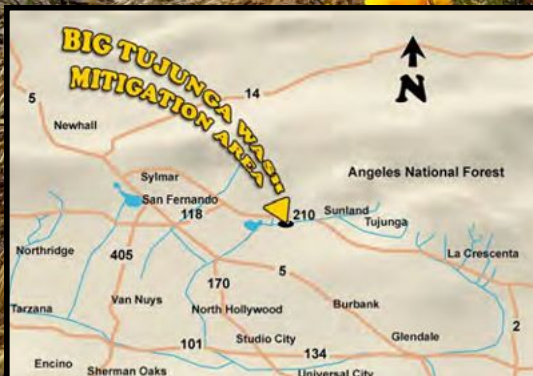 BIG TUJUNGA WASH
MITIGATION AREA
N
5
14
Newhall
Angeles National Forest
Sylmar
San Fernando
118
210
Sunland
Tujunga
La Crescenta
Northridge
405
5
170
Tarzana
Van Nuys
North Hollywood
Burbank
2
Studio City
Glendale
101
134
Encino
Sherman Oaks
Universal City